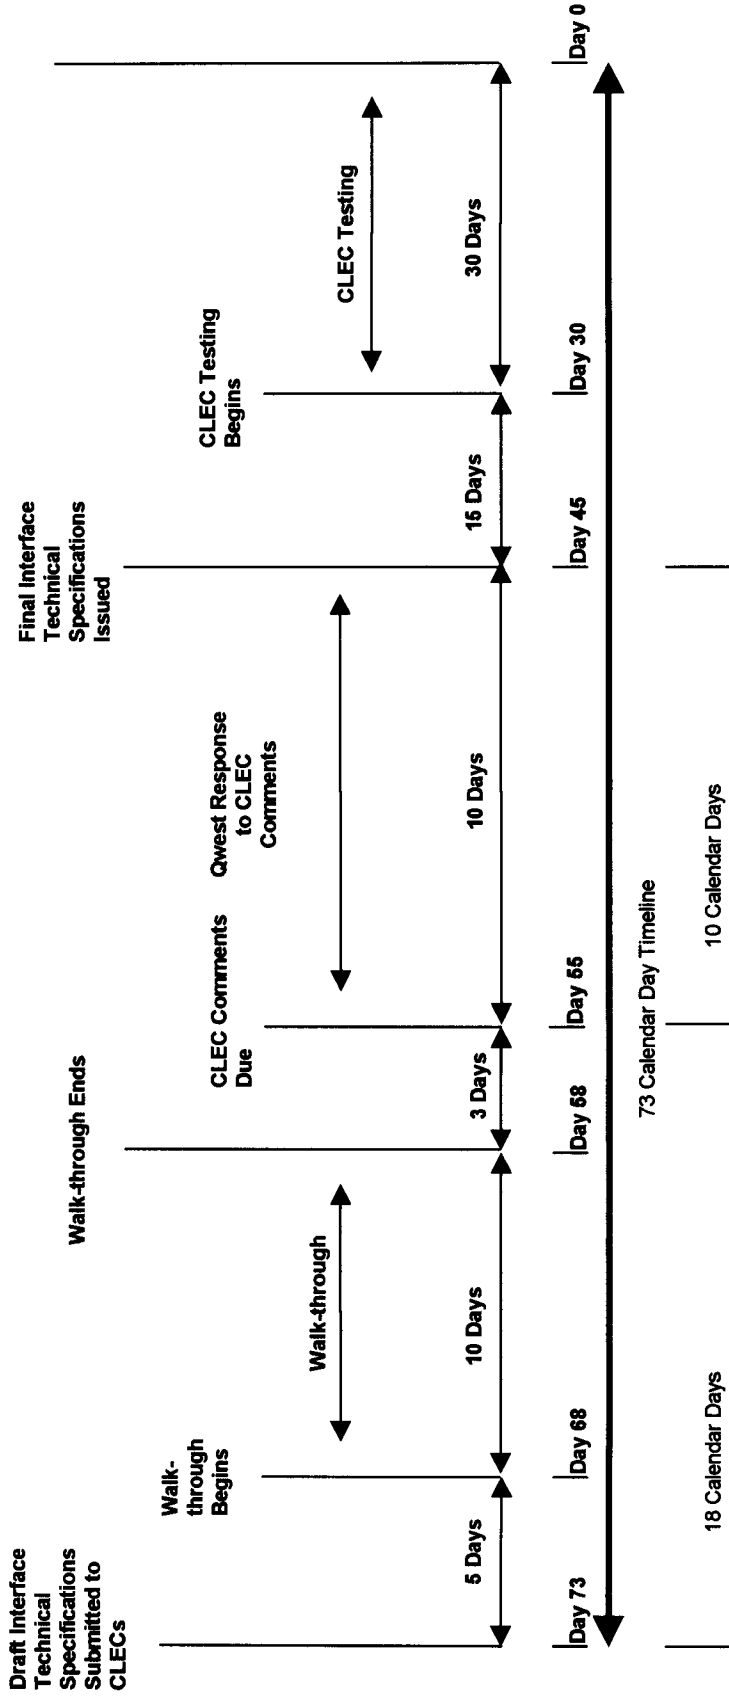 Draft Interface
Technical
Specifications
Submitted to
CLECs
Walk-
through
Begins
Walk-through Ends
CLEC Comments
Due
Qwest Response
to CLEC
Comments
Final Interface
Technical
Specifications
Issued
CLEC Testing
Begins
Walk-through
CLEC Testing
5 Days
10 Days
3 Days
10 Days
15 Days
30 Days
Day 73
Day 68
Day 58
Day 55
Day 45
Day 30
Day 0
73 Calendar Day Timeline
18 Calendar Days
10 Calendar Days